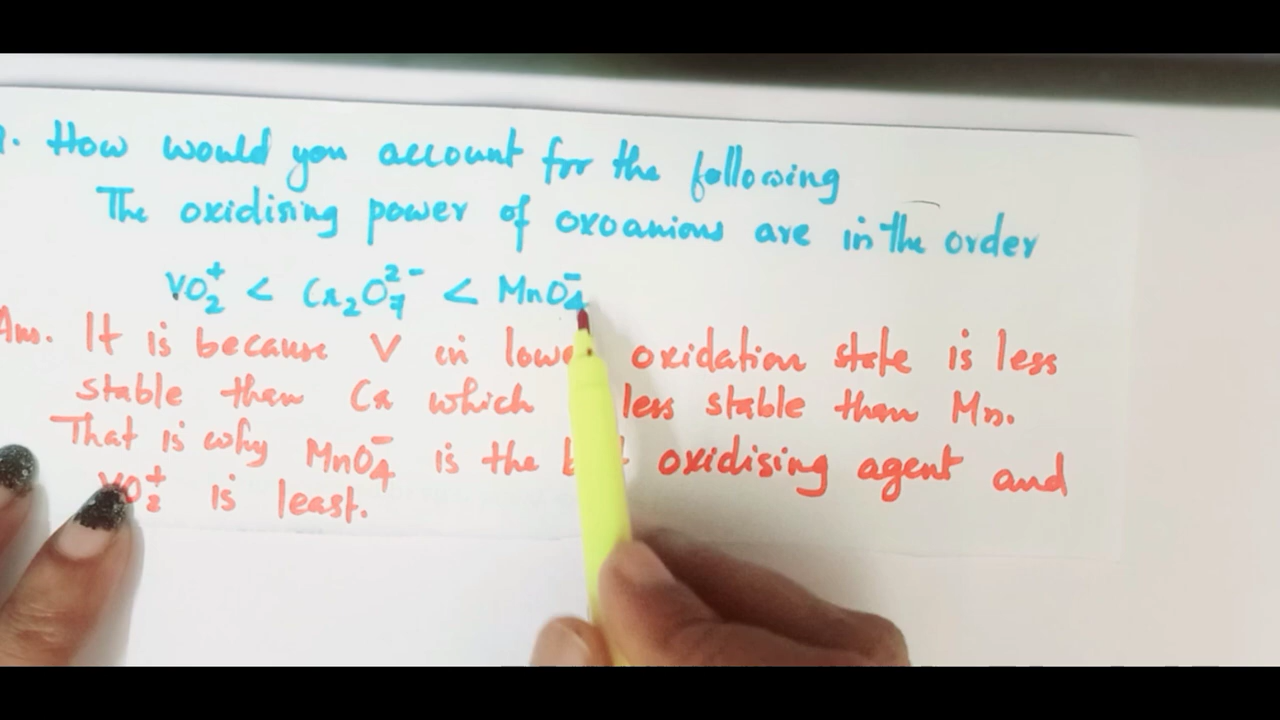 How would you account for the following
The oxidising power of oxoanions are in the order
VO₂⁺ < Cr₂O₇²⁻ < MnO₄⁻
Ans. It is because V in lower oxidation state is less
stable than Cr which less stable than Mn.
That is why MnO₄⁻ is the oxidising agent and
VO₂⁺ is least.